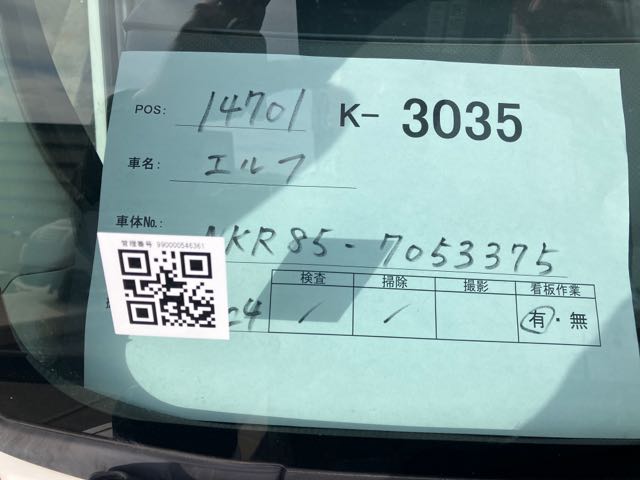 POS: 14701 K- 3035
車名: エルフ
車体No.: NKR85-7053375
管理番号 990000546361
検査 掃除 撮影 看板作業
C4 / / 有・無